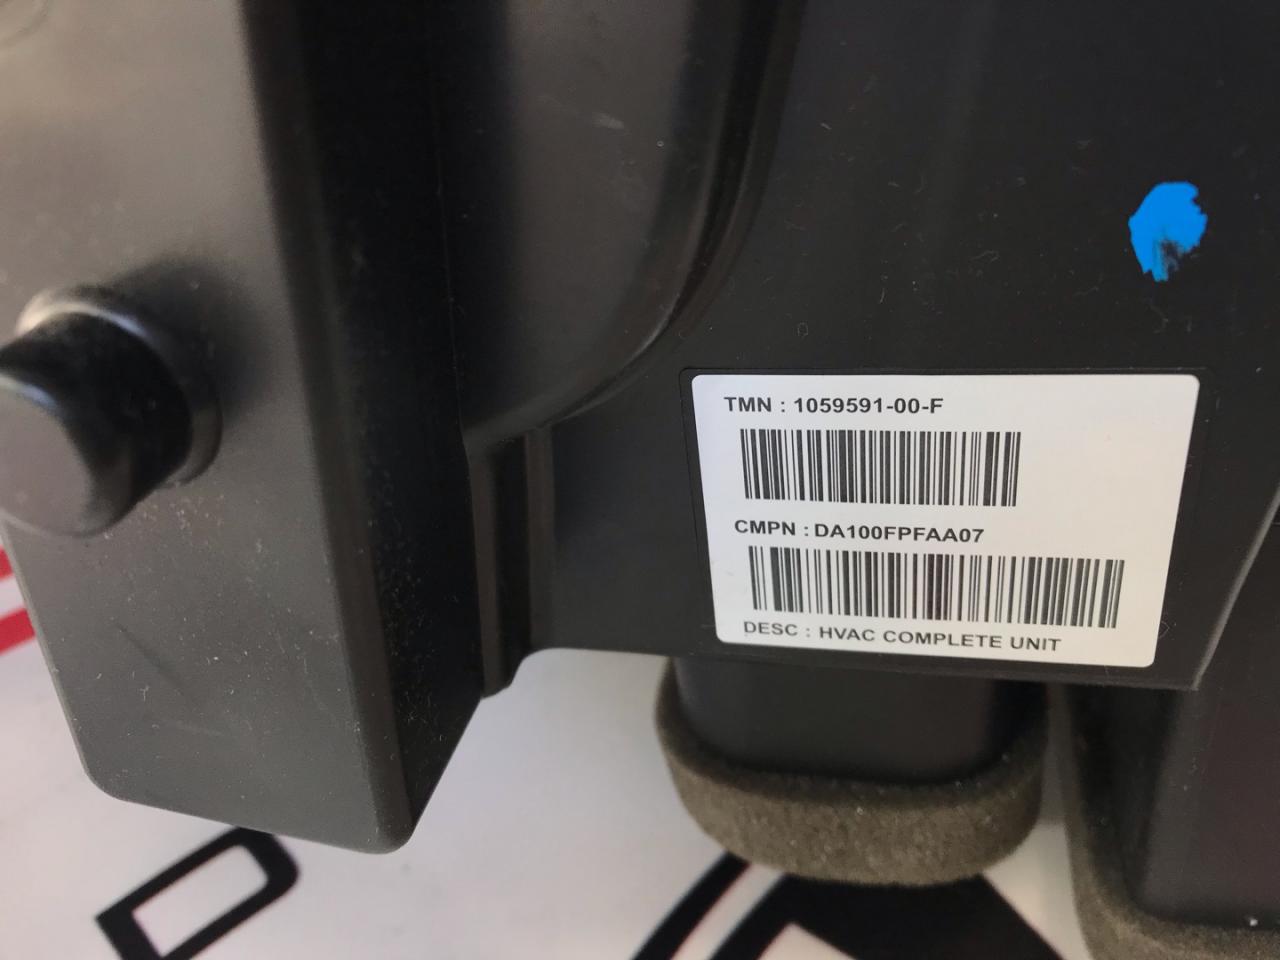 TMN : 1059591-00-F
CMPN : DA100FPFAA07
DESC : HVAC COMPLETE UNIT